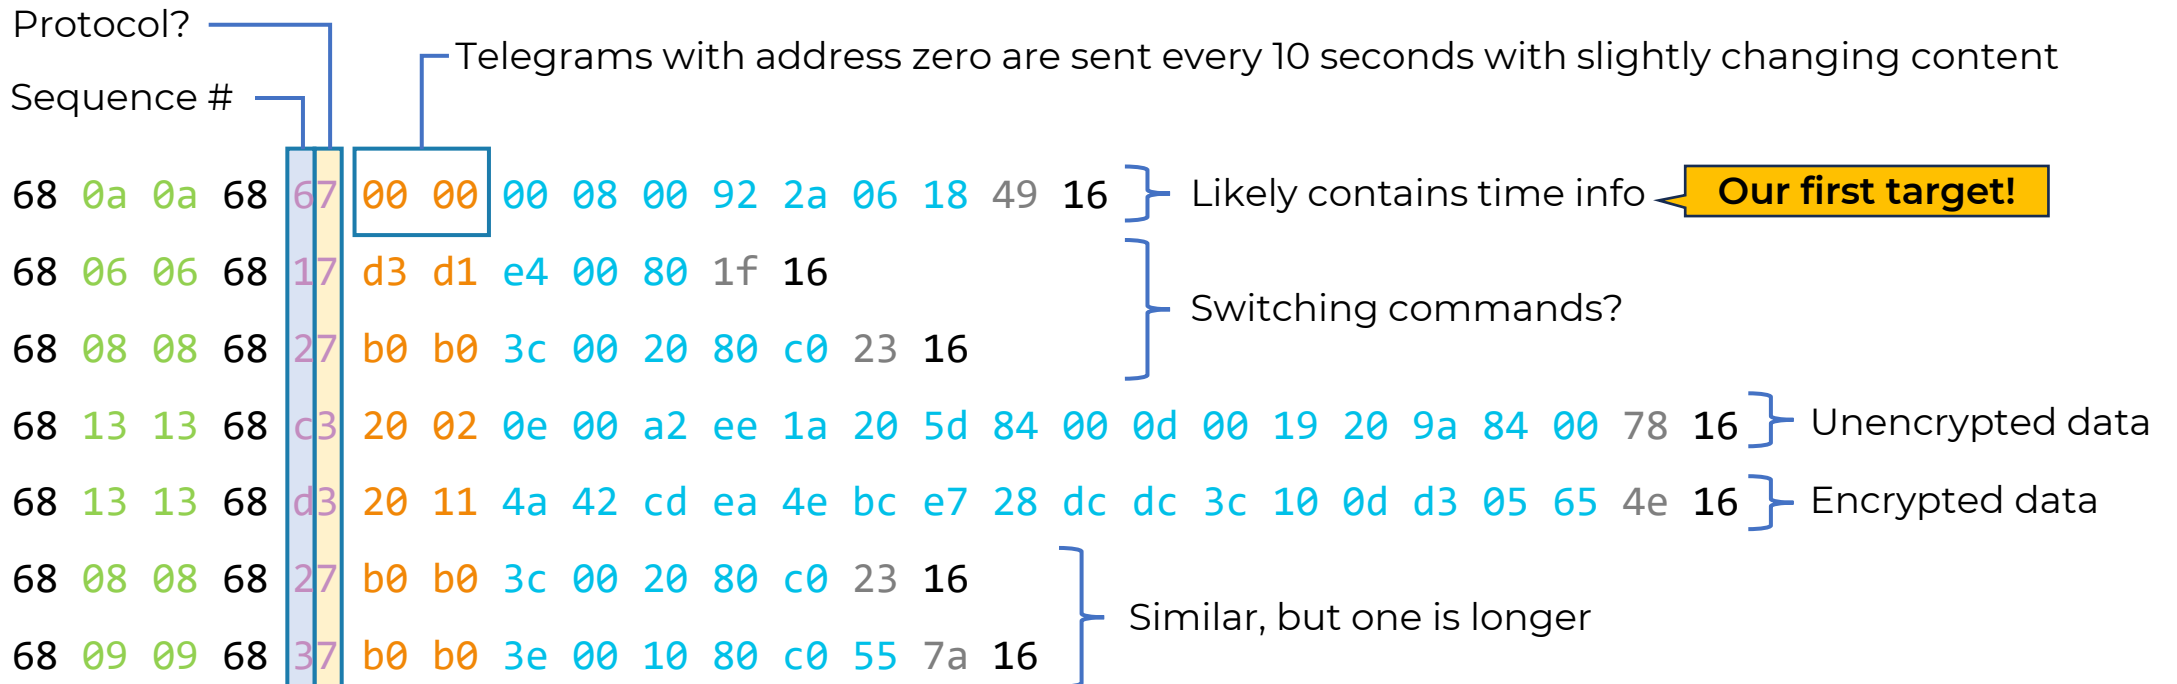 Protocol?
Telegrams with address zero are sent every 10 seconds with slightly changing content
Sequence #
68 0a 0a 68 67 00 00 00 08 00 92 2a 06 18 49 16 Likely contains time info Our first target!
68 06 06 68 17 d3 d1 e4 00 80 1f 16
Switching commands?
68 08 08 68 27 b0 b0 3c 00 20 80 c0 23 16
68 13 13 68 c3 20 02 0e 00 a2 ee 1a 20 5d 84 00 0d 00 19 20 9a 84 00 78 16 Unencrypted data
68 13 13 68 d3 20 11 4a 42 cd ea 4e bc e7 28 dc dc 3c 10 0d d3 05 65 4e 16 Encrypted data
68 08 08 68 27 b0 b0 3c 00 20 80 c0 23 16
Similar, but one is longer
68 09 09 68 37 b0 b0 3e 00 10 80 c0 55 7a 16